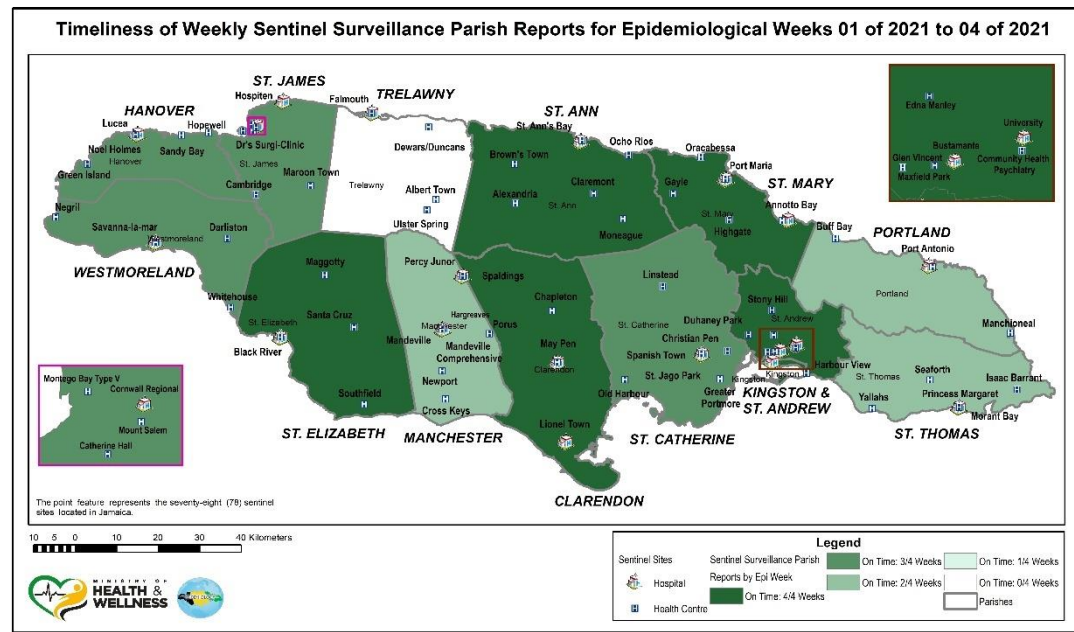 Timeliness of Weekly Sentinel Surveillance Parish Reports for Epidemiological Weeks 01 of 2021 to 04 of 2021
HANOVER
ST. JAMES
TRELAWNY
ST. ANN
ST. MARY
PORTLAND
Hospiten
Falmouth
Lucea
Hopewell
Noel Holmes
Hanover
Sandy Bay
Green Island
Dr's Surgi-Clinic
St. James
Maroon Town
Cambridge
Dewars/Duncans
Trelawny
Albert Town
Ulster Spring
St. Ann's Bay
Ocho Rios
Brown's Town
Claremont
Alexandria
St. Ann
Moneague
Oracabessa
Port Maria
Gayle
St. Mary
Highgate
Annotto Bay
Buff Bay
Port Antonio
Portland
Manchioneal
Edna Manley
University
Bustamante
Glen Vincent
Community Health
Psychiatry
Maxfield Park
Negril
Savanna-la-mar
Westmoreland
Darliston
WESTMORELAND
Whitehouse
Maggotty
St. Elizabeth
Santa Cruz
Black River
Southfield
ST. ELIZABETH
Percy Junor
Spaldings
Hargreaves
Manchester
Mandeville
Mandeville
Comprehensive
Porus
Newport
Cross Keys
MANCHESTER
Chapleton
May Pen
Clarendon
Lionel Town
CLARENDON
Linstead
St. Catherine
Duhaney Park
Christian Pen
Spanish Town
St. Jago Park
Old Harbour
Greater
Portmore
ST. CATHERINE
Stony Hill
St. Andrew
Kingston
Kingston
Harbour View
KINGSTON &
ST. ANDREW
St. Thomas
Seaforth
Isaac Barrant
Yallahs
Princess Margaret
Morant Bay
ST. THOMAS
Montego Bay Type V
Cornwall Regional
Mount Salem
Catherine Hall
The point feature represents the seventy-eight (78) sentinel
sites located in Jamaica.
10 5 0 10 20 30 40 Kilometers
MINISTRY OF
HEALTH &
WELLNESS
Legend
Sentinel Sites
Hospital
Health Centre
Sentinel Surveillance Parish
Reports by Epi Week
On Time: 4/4 Weeks
On Time: 3/4 Weeks
On Time: 2/4 Weeks
On Time: 1/4 Weeks
On Time: 0/4 Weeks
Parishes